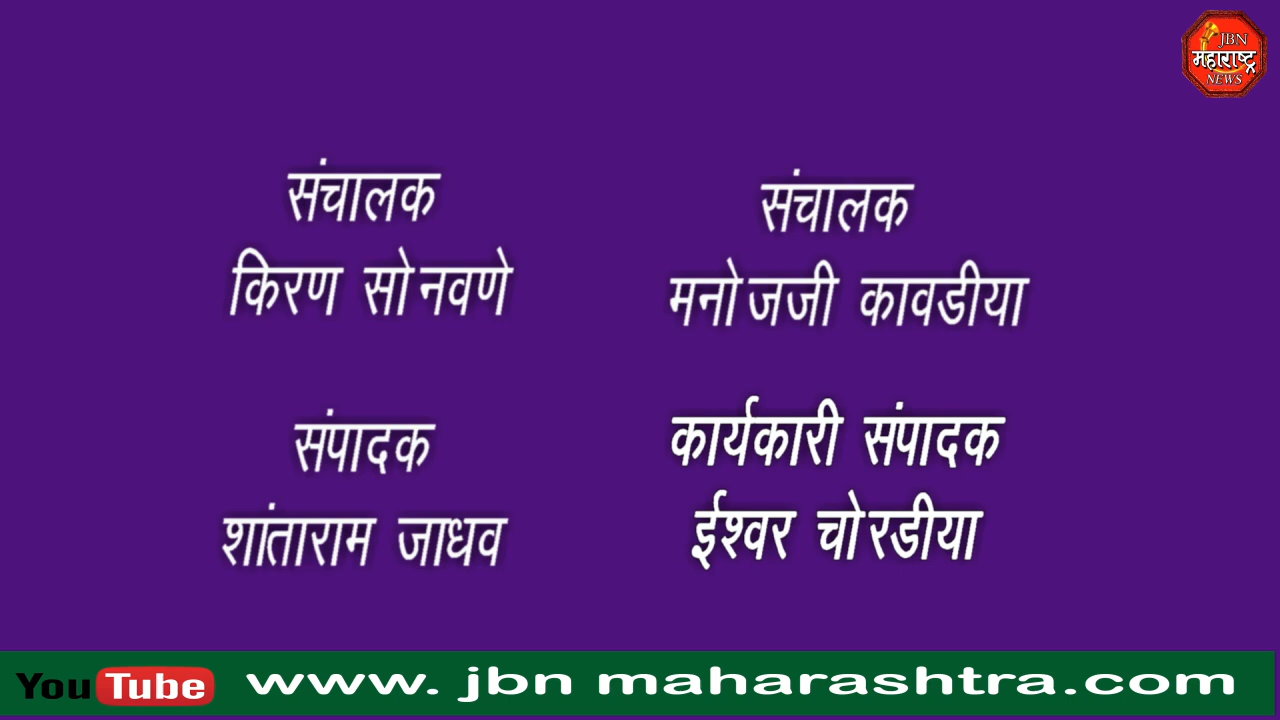 JBN
महाराष्ट्र
NEWS
संचालक
किरण सोनवणे
संचालक
मनोजजी कावडीया
संपादक
शांताराम जाधव
कार्यकारी संपादक
ईश्वर चोरडीया
YouTube www. jbn maharashtra.com